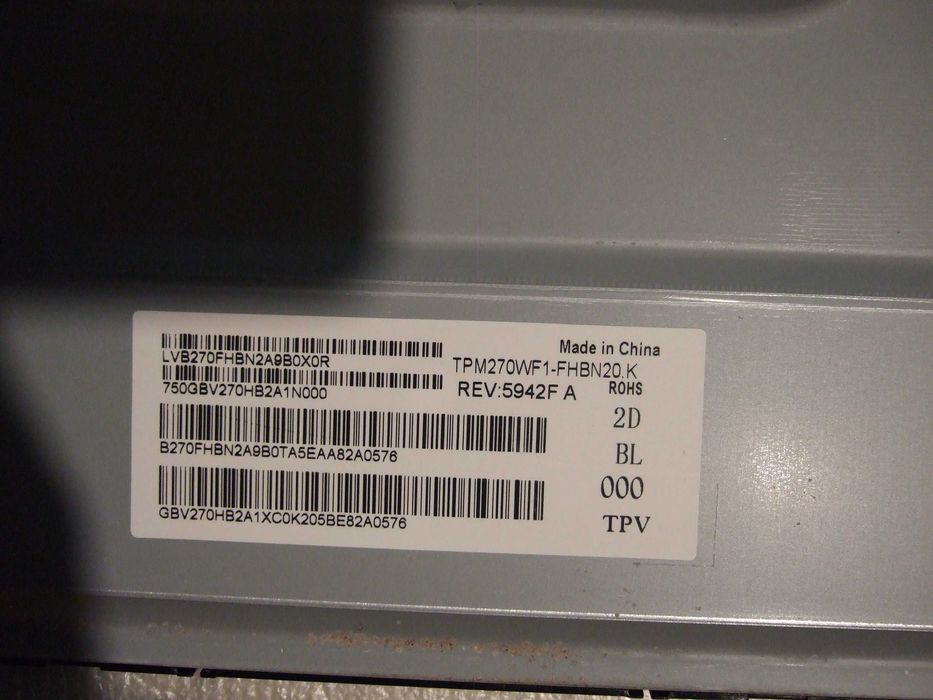 Made in China
LVB270FHBN2A9B0X0R
TPM270WF1-FHBN20.K
750GBV270HB2A1N000
REV:5942F A
ROHS
2D
B270FHBN2A9B0TA5EAA82A0576
BL
000
GBV270HB2A1XC0K205BE82A0576
TPV